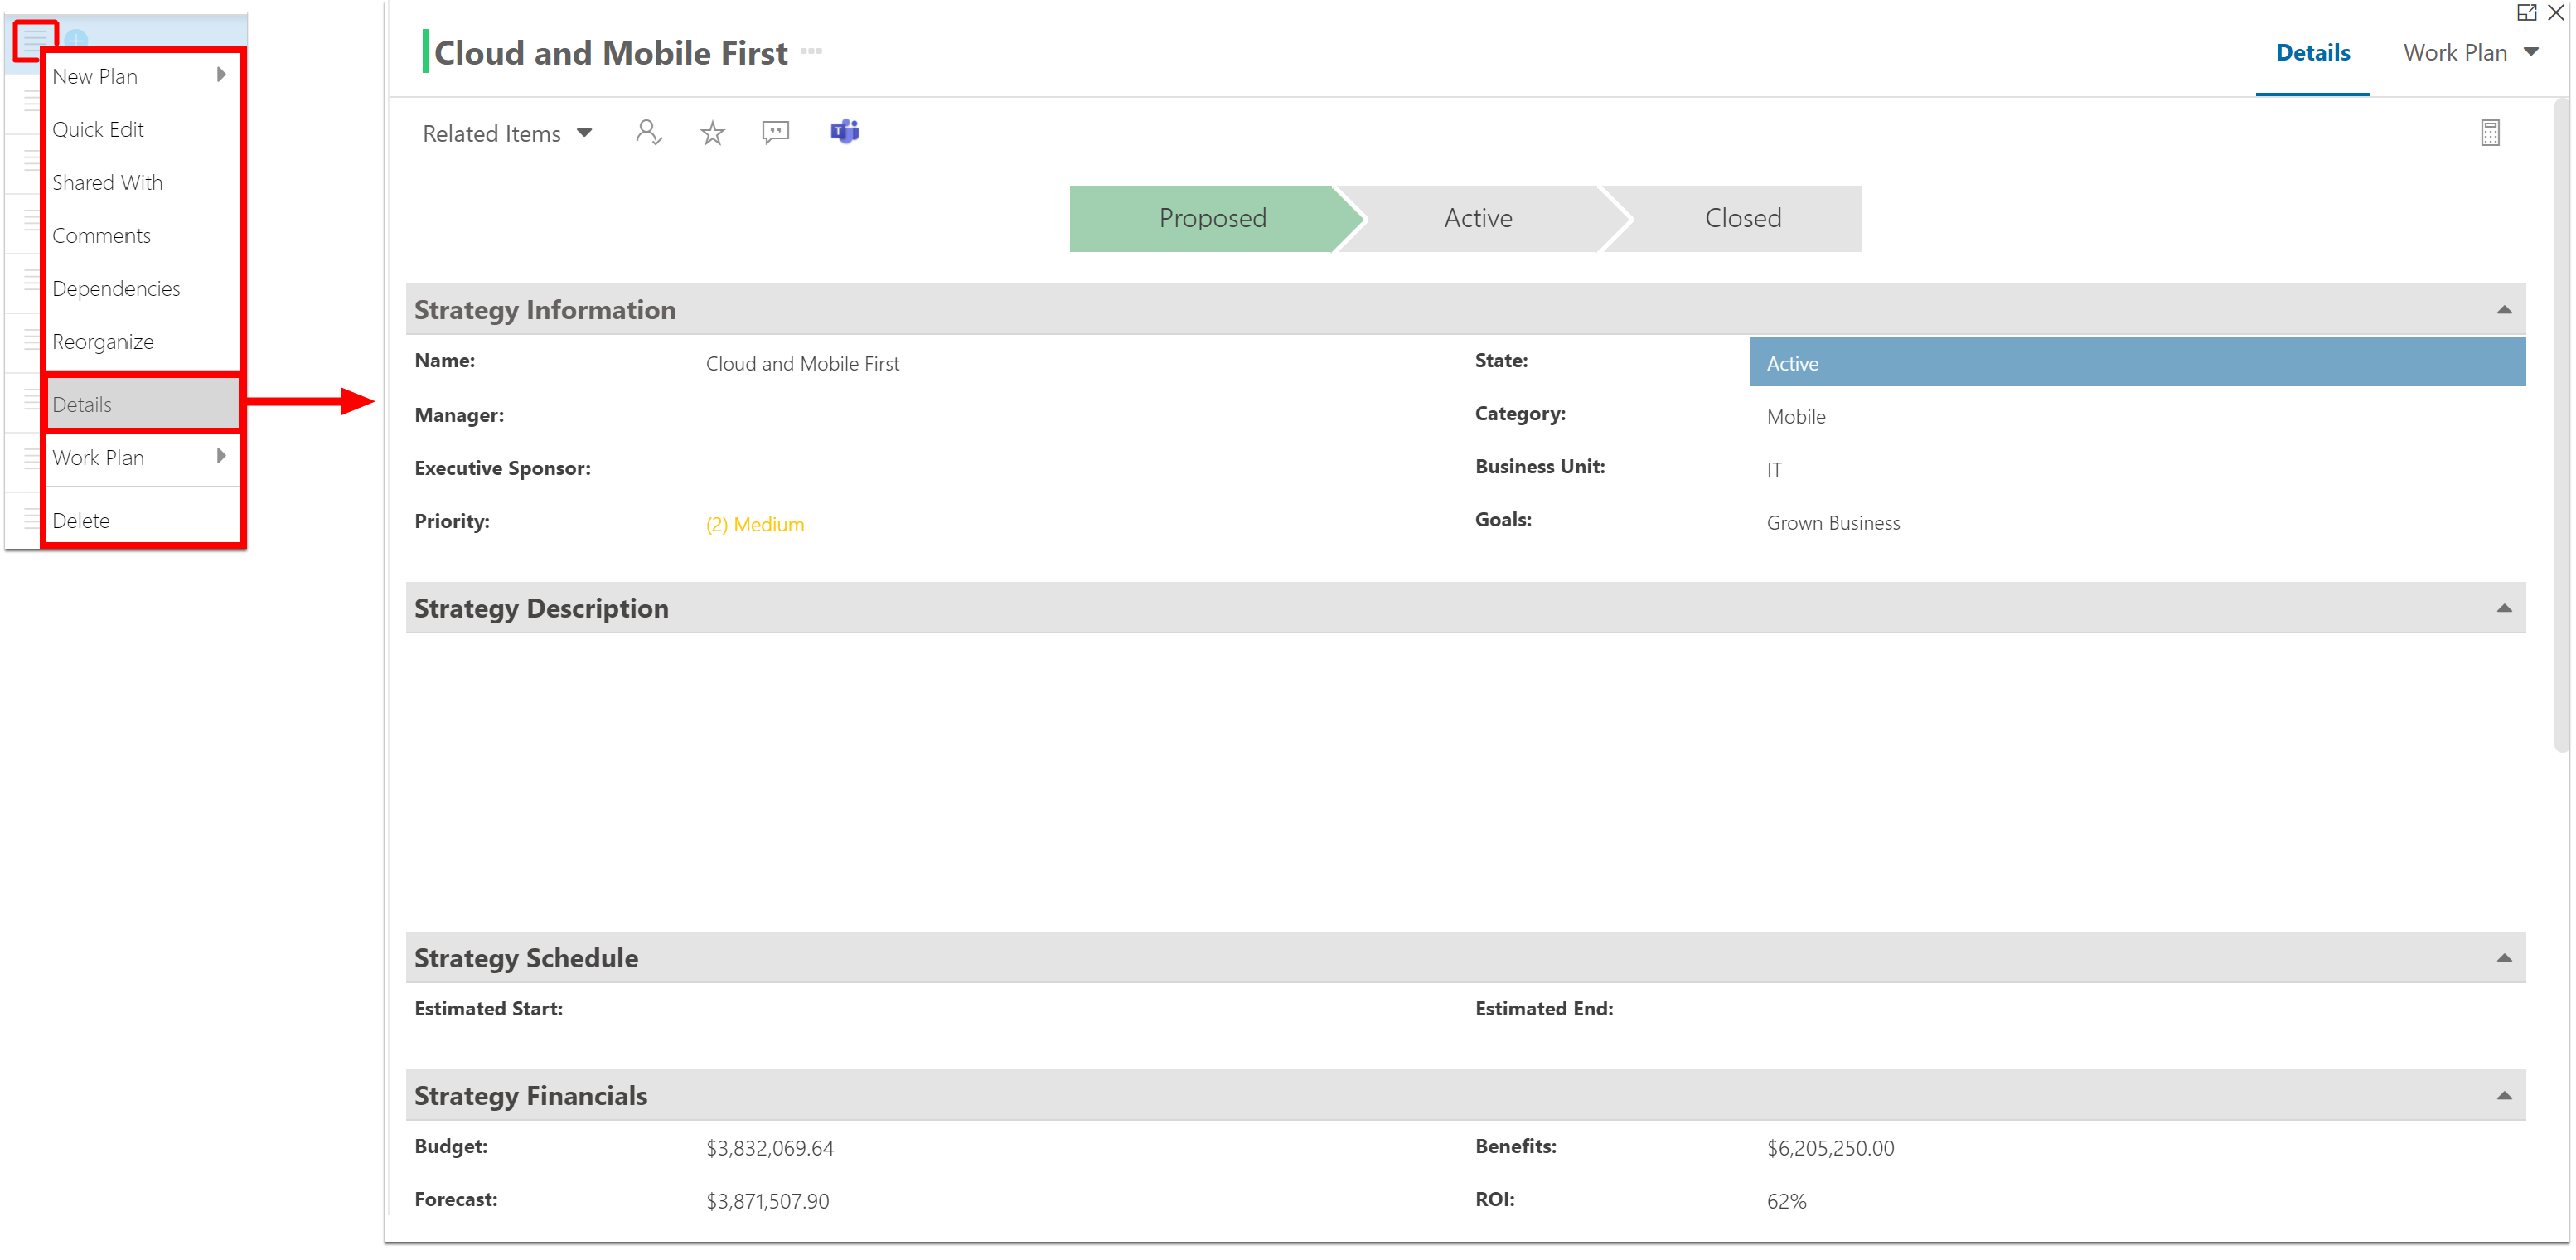 New Plan
Quick Edit
Shared With
Comments
Dependencies
Reorganize
Details
Work Plan
Delete
Cloud and Mobile First
Details Work Plan
Related Items
Proposed Active Closed
Strategy Information
Name: Cloud and Mobile First State: Active
Manager: Category: Mobile
Executive Sponsor: Business Unit: IT
Priority: (2) Medium Goals: Grown Business
Strategy Description
Strategy Schedule
Estimated Start: Estimated End:
Strategy Financials
Budget: $3,832,069.64 Benefits: $6,205,250.00
Forecast: $3,871,507.90 ROI: 62%